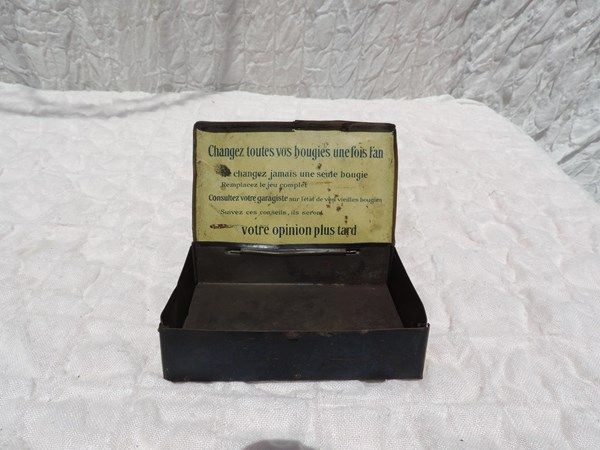 Changez toutes vos bougies une fois l'an
changez jamais une seule bougie
Remplacez le jeu complet
Consultez votre garagiste sur l'état de vos vieilles bougies
Suivez ces conseils, ils seront
votre opinion plus tard